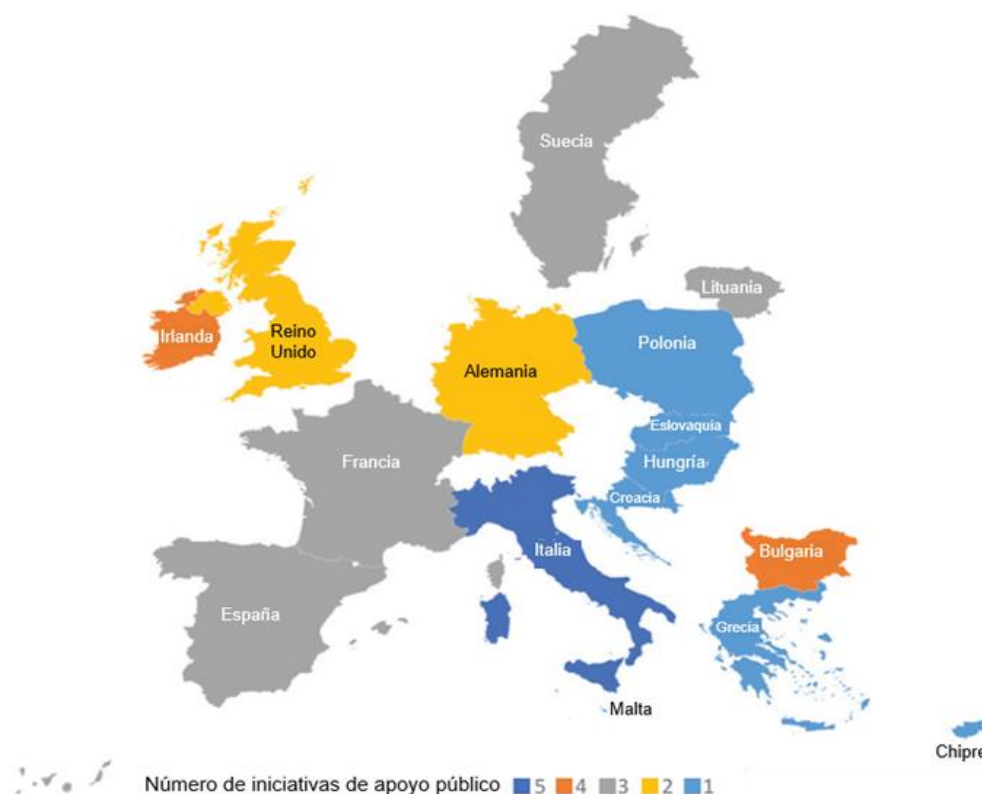 Suecia
Lituania
Irlanda
Reino
Unido
Polonia
Alemania
Eslovaquia
Francia
Hungría
Croacia
Italia
Bulgaria
España
Grecia
Malta
Chipre
Número de iniciativas de apoyo público 5 4 3 2 1